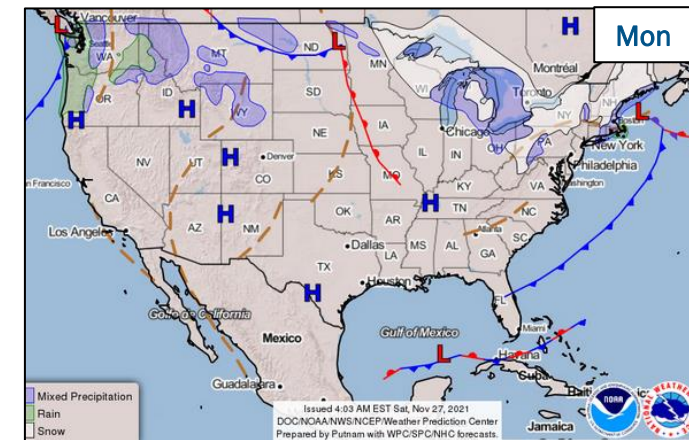 Mon
Vancouver
L
Seattle
WA
MT
ND
L
MN
H
Montréal
OR
ID
WY
SD
WI
Toronto
NY
NH
L
Boston
H
H
NE
IA
Chicago
PA
New York
Philadelphia
NV
UT
H
Denver
CO
KS
MO
IL
IN
OH
KY
VA
Washington
San Francisco
CA
H
OK
AR
H
TN
NC
Los Angeles
AZ
NM
Dallas
MS
AL
Atlanta
SC
GA
TX
LA
H
Houston
FL
Golfo de California
Mexico
Gulf of Mexico
Miami
L
Havana
Cuba
Guadalajara
Jamaica
Mixed Precipitation
Rain
Snow
Issued 4:03 AM EST Sat, Nov 27, 2021
DOC/NOAA/NWS/NCEP/Weather Prediction Center
Prepared by Putnam with WPC/SPC/NHC forecasts.
NOAA